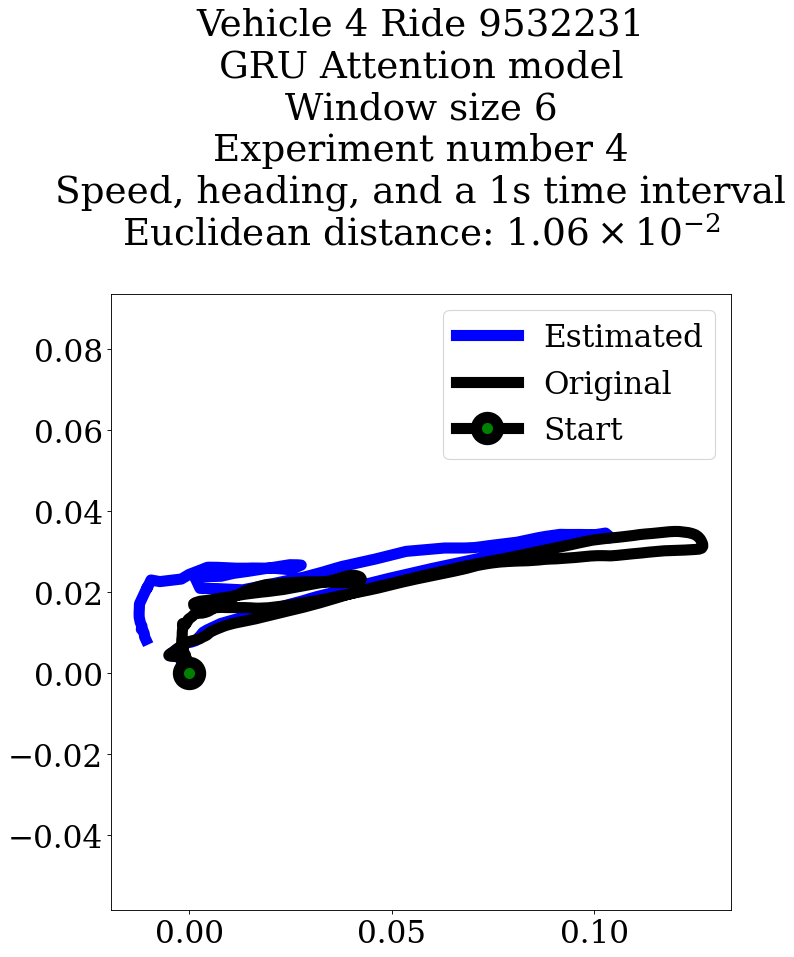 Vehicle 4 Ride 9532231
GRU Attention model
Window size 6
Experiment number 4
Speed, heading, and a 1s time interval
Euclidean distance: 1.06 × 10⁻²
Estimated
Original
Start
0.08
0.06
0.04
0.02
0.00
−0.02
−0.04
0.00 0.05 0.10